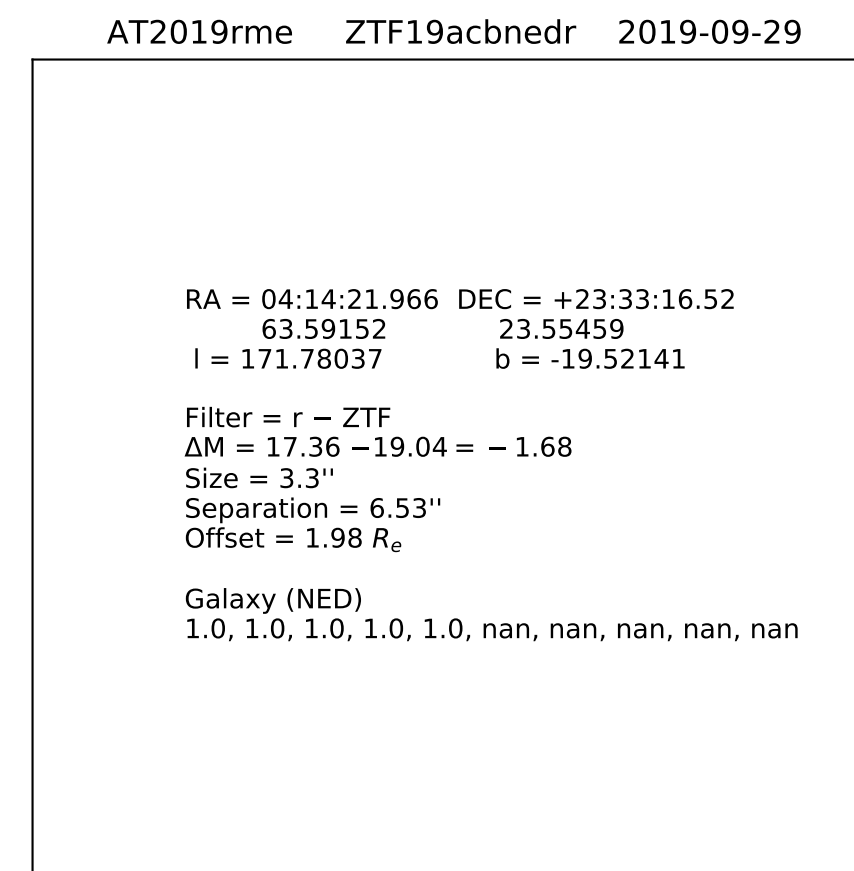 AT2019rme ZTF19acbnedr 2019-09-29
RA = 04:14:21.966 DEC = +23:33:16.52
63.59152 23.55459
l = 171.78037 b = -19.52141
Filter = r − ZTF
ΔM = 17.36 −19.04 = − 1.68
Size = 3.3''
Separation = 6.53''
Offset = 1.98 Re
Galaxy (NED)
1.0, 1.0, 1.0, 1.0, 1.0, nan, nan, nan, nan, nan